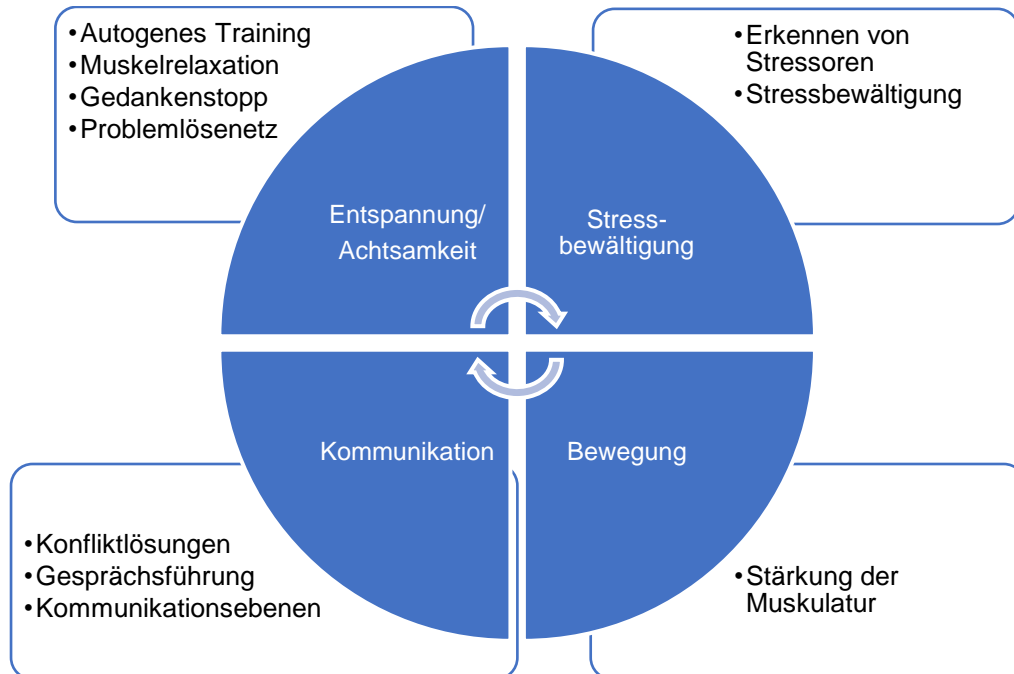 •Autogenes Training
•Muskelrelaxation
•Gedankenstopp
•Problemlösenetz
•Erkennen von
Stressoren
•Stressbewältigung
Entspannung/
Achtsamkeit
Stress-
bewältigung
Kommunikation
Bewegung
•Konfliktlösungen
•Gesprächsführung
•Kommunikationsebenen
•Stärkung der
Muskulatur